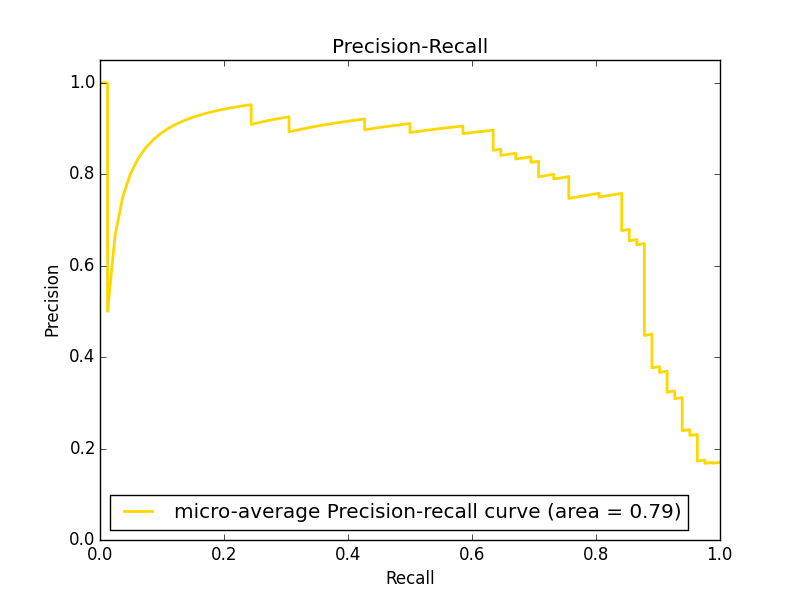 Precision-Recall
1.0
0.8
0.6
0.4
0.2
0.0
Precision
micro-average Precision-recall curve (area = 0.79)
0.0 0.2 0.4 0.6 0.8 1.0
Recall